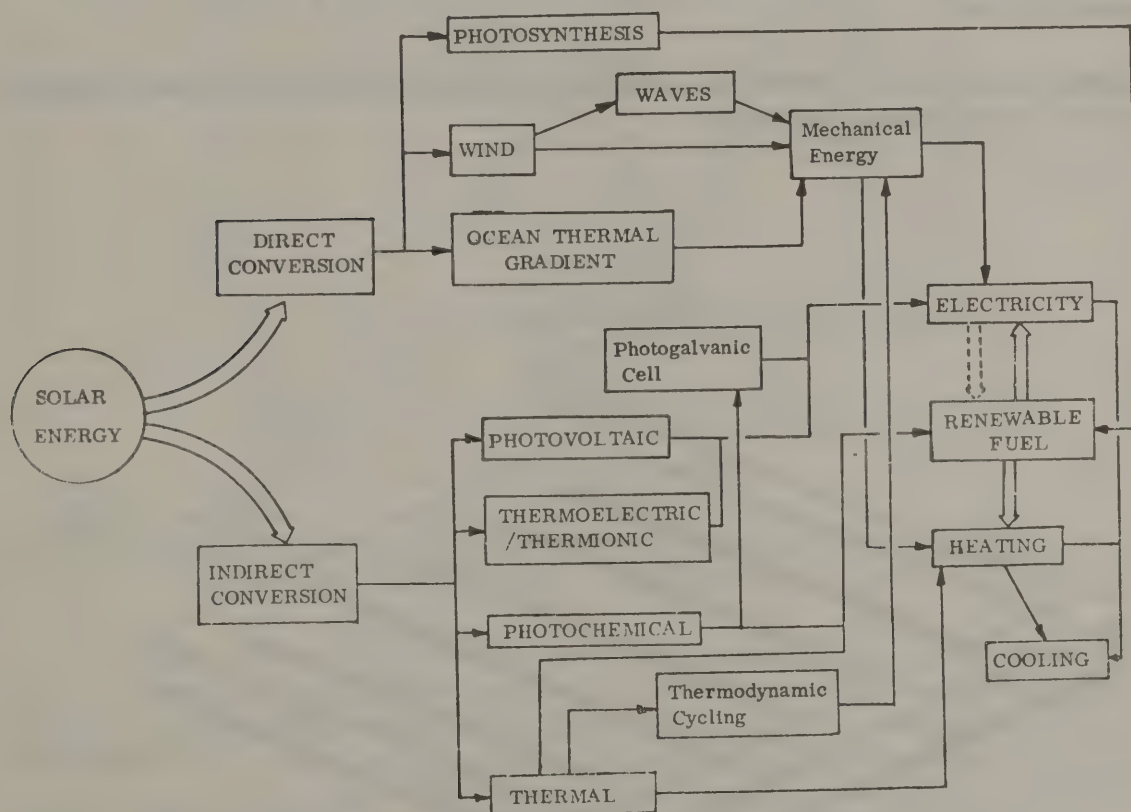 PHOTOSYNTHESIS
WAVES
WIND
Mechanical
Energy
OCEAN THERMAL
GRADIENT
DIRECT
CONVERSION
ELECTRICITY
Photogalvanic
Cell
SOLAR
ENERGY
RENEWABLE
FUEL
PHOTOVOLTAIC
THERMOELECTRIC
/THERMIONIC
HEATING
INDIRECT
CONVERSION
PHOTOCHEMICAL
COOLING
Thermodynamic
Cycling
THERMAL